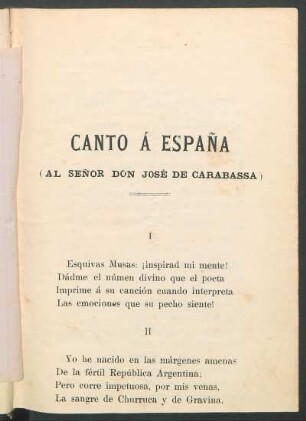 CANTO Á ESPAÑA
(AL SEÑOR DON JOSÉ DE CARABASSA)
I
Esquivas Musas: ¡inspirad mi mente!
Dádme el númen divino que el poeta
Imprime á su canción cuando interpreta
Las emociones que su pecho siente!
II
Yo he nacido en las márgenes amenas
De la fértil República Argentina;
Pero corre impetuosa, por mis venas,
La sangre de Churruca y de Gravina.